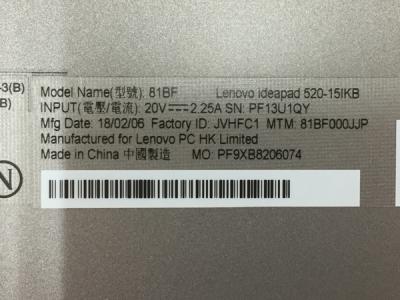 -3(B)
B)
Model Name(型號): 81BF Lenovo ideapad 520-15IKB
INPUT(電壓/電流): 20V⎓2.25A SN: PF13U1QY
Mfg Date: 18/02/06 Factory ID: JVHFC1 MTM: 81BF000JJP
Manufactured for Lenovo PC HK Limited
Made in China 中國製造 MO: PF9XB8206074
N